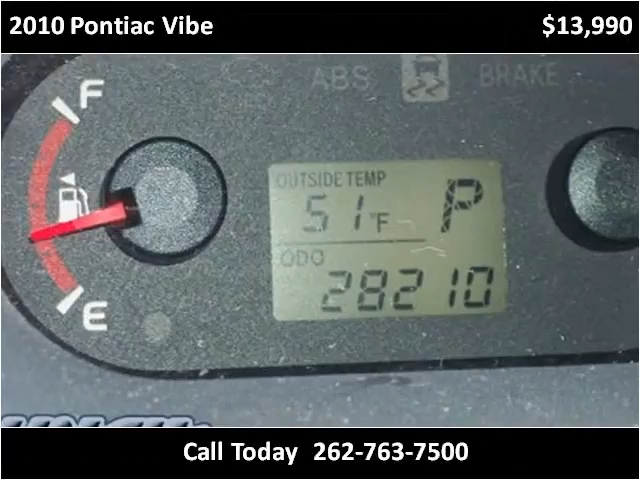 2010 Pontiac Vibe $13,990
ABS BRAKE
F
OUTSIDE TEMP
51°F P
ODO
28210
E
Call Today 262-763-7500